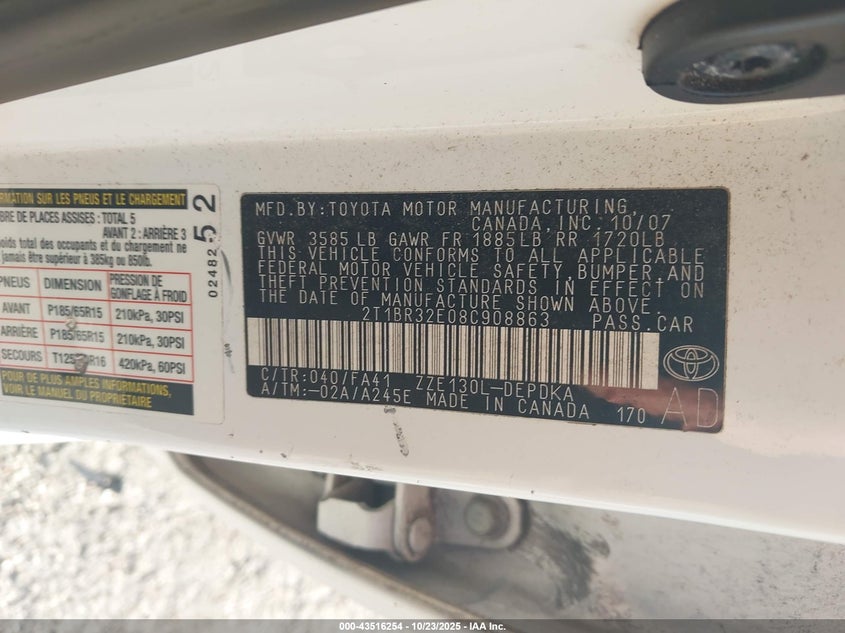 FORMATION SUR LES PNEUS ET LE CHARGEMENT
BRE DE PLACES ASSISES : TOTAL 5
AVANT 2 : ARRIÈRE 3
poids total des occupants et du chargement ne
jamais être supérieur à 385kg ou 850lb.
PNEUS DIMENSION PRESSION DE GONFLAGE À FROID
AVANT P185/65R15 210kPa, 30PSI
ARRIÈRE P185/65R15 210kPa, 30PSI
SECOURS 420kPa, 60PSI
POUR DE PLUS AMPLES INFORMATIONS,
VOIR LE MANUEL DU PROPRIÉTAIRE
02482 52
MFD. BY: TOYOTA MOTOR MANUFACTURING,
CANADA, INC. 10/07
GVWR 3585 LB GAWR FR 1885LB RR 1720LB
THIS VEHICLE CONFORMS TO ALL APPLICABLE
FEDERAL MOTOR VEHICLE SAFETY, BUMPER, AND
THEFT PREVENTION STANDARDS IN EFFECT ON
THE DATE OF MANUFACTURE SHOWN ABOVE.
2T1BR32E08C908863 PASS. CAR
C/TR: 040/FA41 ZZE130L-DEPDKA
A/TM:-02A/A245E MADE IN CANADA 170
AD
TOYOTA
000-43516254 - 10/23/2025 - IAA, Inc.